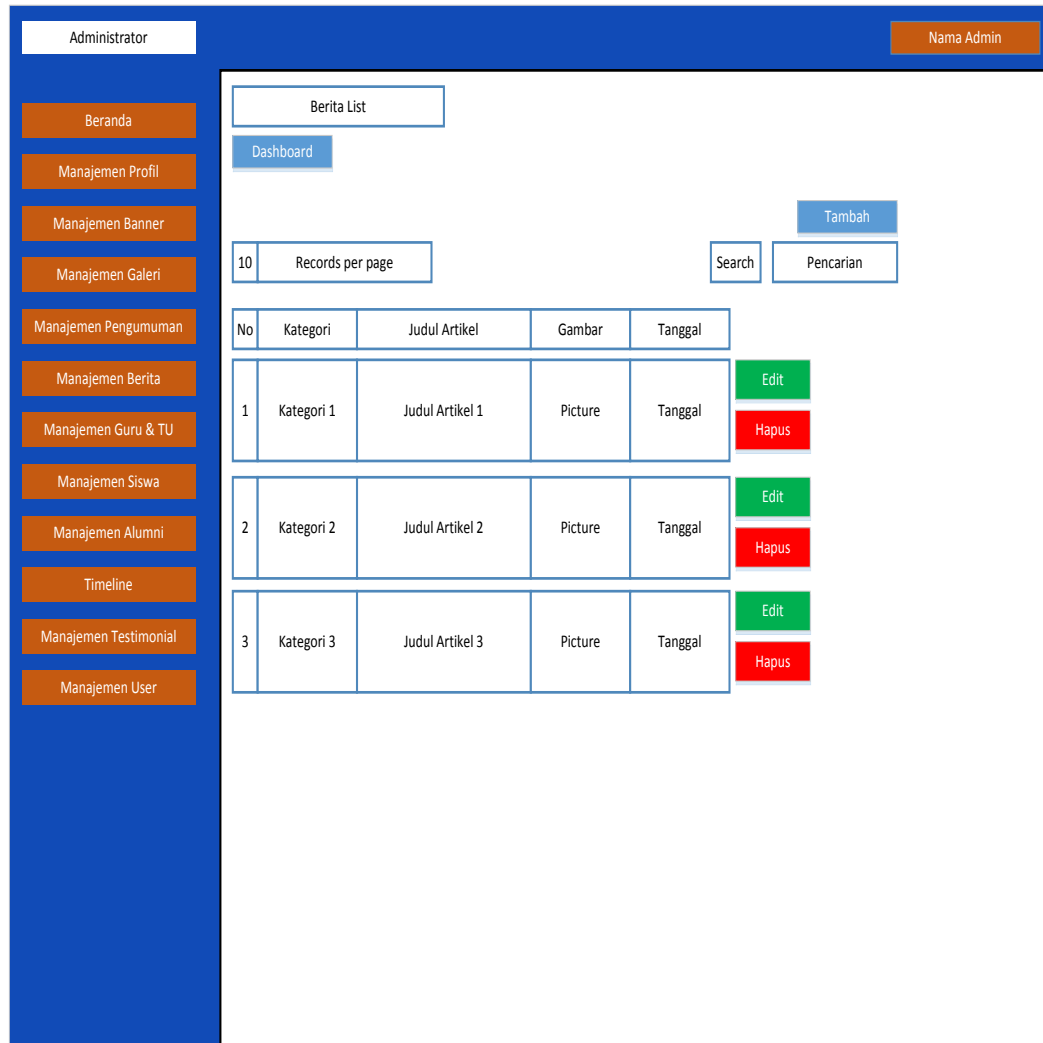 Administrator
Nama Admin
Beranda
Manajemen Profil
Manajemen Banner
Manajemen Galeri
Manajemen Pengumuman
Manajemen Berita
Manajemen Guru & TU
Manajemen Siswa
Manajemen Alumni
Timeline
Manajemen Testimonial
Manajemen User
Berita List
Dashboard
Tambah
10 Records per page Search Pencarian
No Kategori Judul Artikel Gambar Tanggal
1 Kategori 1 Judul Artikel 1 Picture Tanggal
Edit
Hapus
2 Kategori 2 Judul Artikel 2 Picture Tanggal
Edit
Hapus
3 Kategori 3 Judul Artikel 3 Picture Tanggal
Edit
Hapus